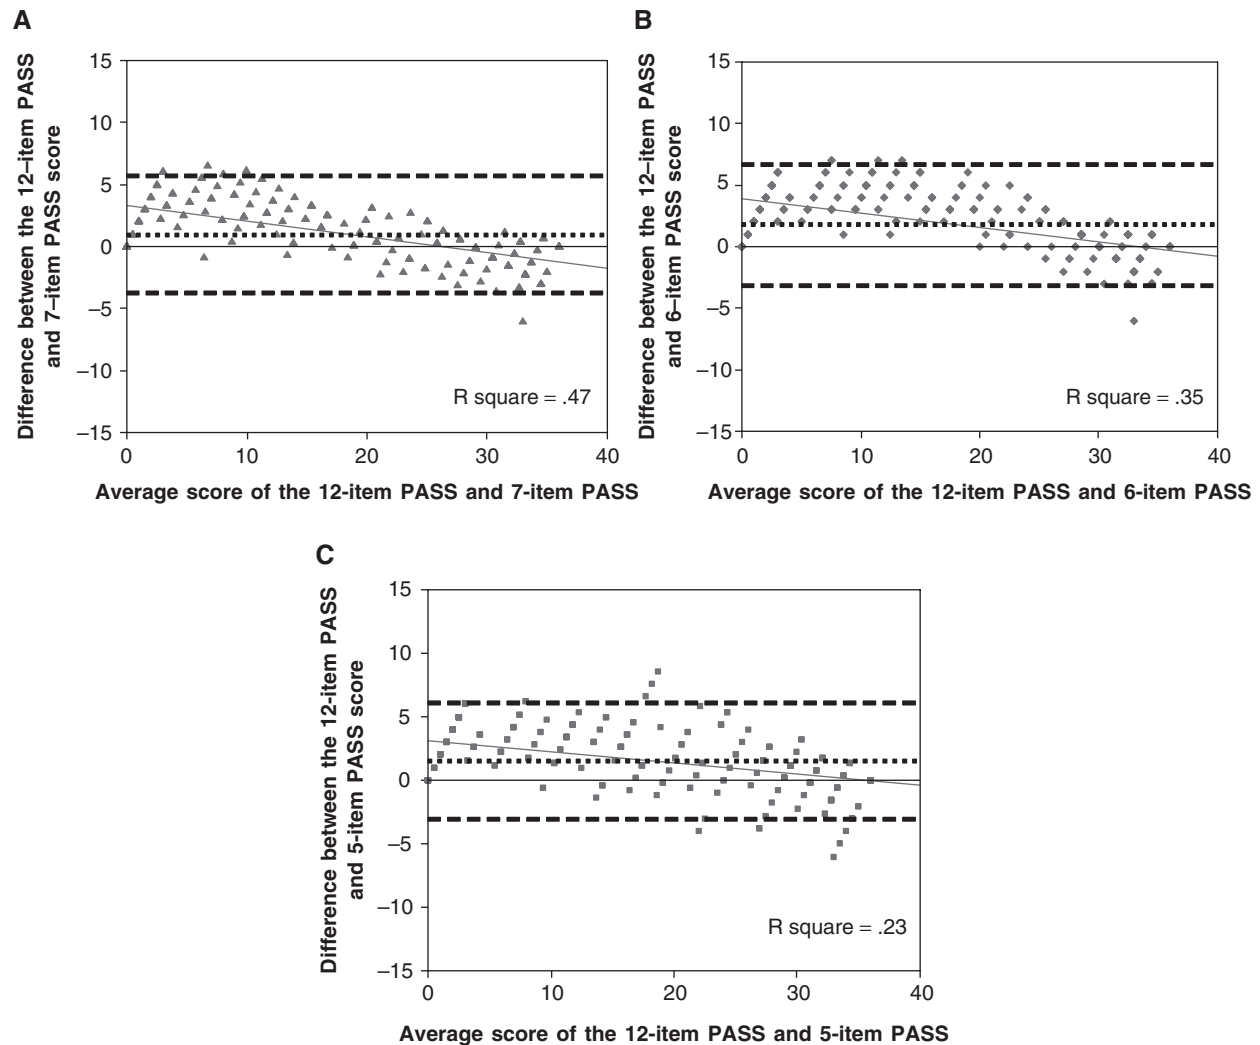 A
Difference between the 12–item PASS
and 7–item PASS score
15
10
5
0
–5
–10
–15
R square = .47
0 10 20 30 40
Average score of the 12-item PASS and 7-item PASS
B
Difference between the 12–item PASS
and 6–item PASS score
15
10
5
0
–5
–10
–15
R square = .35
0 10 20 30 40
Average score of the 12-item PASS and 6-item PASS
C
Difference between the 12-item PASS
and 5-item PASS score
15
10
5
0
–5
–10
–15
R square = .23
0 10 20 30 40
Average score of the 12-item PASS and 5-item PASS